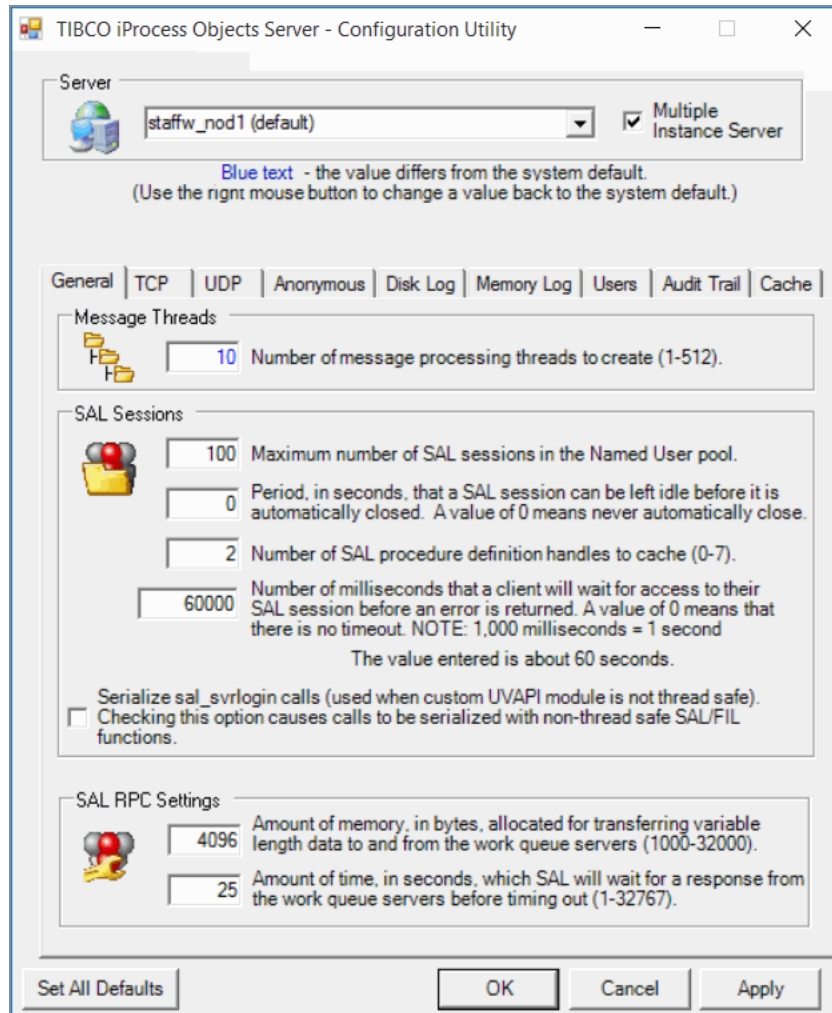 TIBCO iProcess Objects Server - Configuration Utility
Server
staffw_nod1 (default)
Multiple
Instance Server
Blue text - the value differs from the system default.
(Use the right mouse button to change a value back to the system default.)
General
TCP
UDP
Anonymous
Disk Log
Memory Log
Users
Audit Trail
Cache
Message Threads
10 Number of message processing threads to create (1-512).
SAL Sessions
100 Maximum number of SAL sessions in the Named User pool.
0 Period, in seconds, that a SAL session can be left idle before it is
automatically closed. A value of 0 means never automatically close.
2 Number of SAL procedure definition handles to cache (0-7).
60000 Number of milliseconds that a client will wait for access to their
SAL session before an error is returned. A value of 0 means that
there is no timeout. NOTE: 1,000 milliseconds = 1 second
The value entered is about 60 seconds.
Serialize sal_svrlogin calls (used when custom UVAPI module is not thread safe).
Checking this option causes calls to be serialized with non-thread safe SAL/FIL
functions.
SAL RPC Settings
4096 Amount of memory, in bytes, allocated for transferring variable
length data to and from the work queue servers (1000-32000).
25 Amount of time, in seconds, which SAL will wait for a response from
the work queue servers before timing out (1-32767).
Set All Defaults
OK
Cancel
Apply